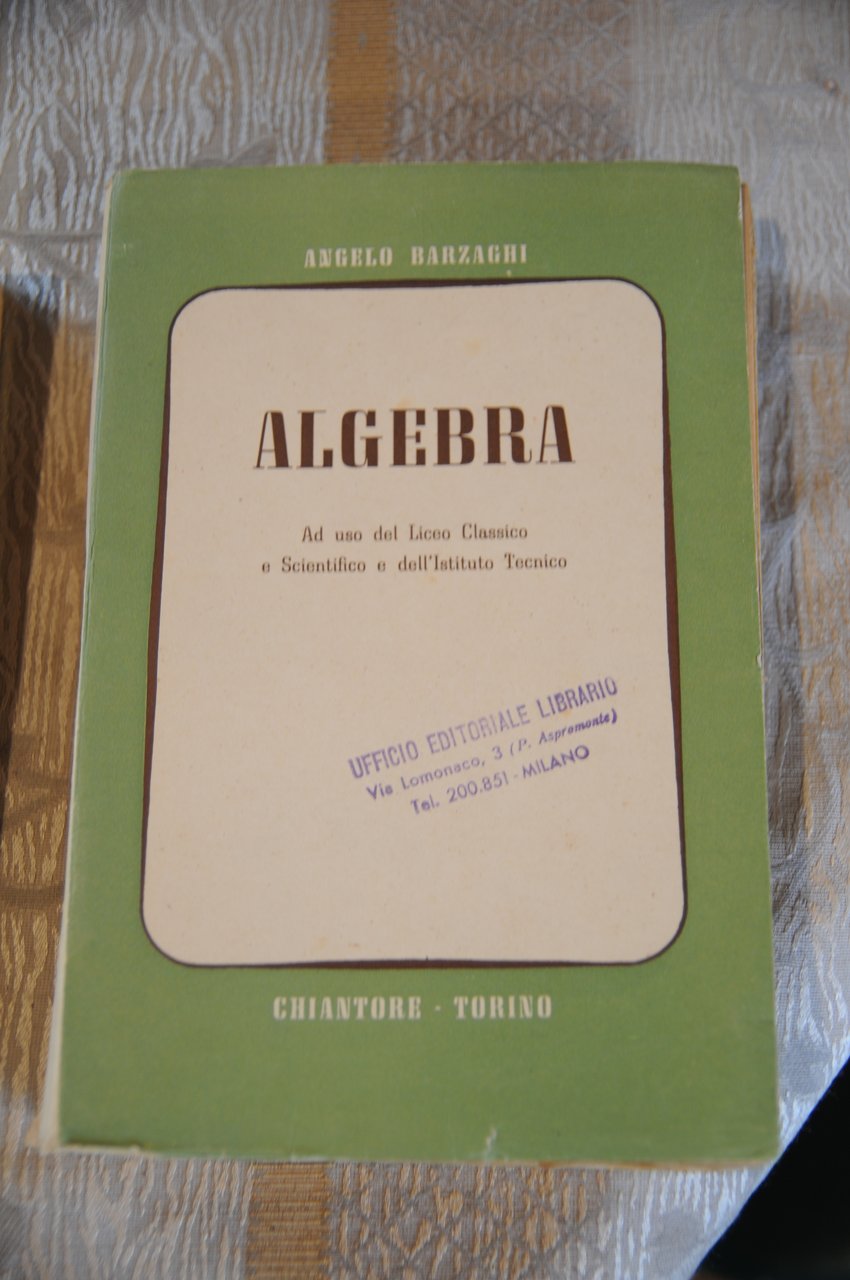 ANGELO BARZAGHI
ALGEBRA
Ad uso del Liceo Classico
e Scientifico e dell'Istituto Tecnico
UFFICIO EDITORIALE LIBRARIO
Via Lomonaco, 3 (P. Aspromonte)
Tel. 200.851 - MILANO
CHIANTORE - TORINO